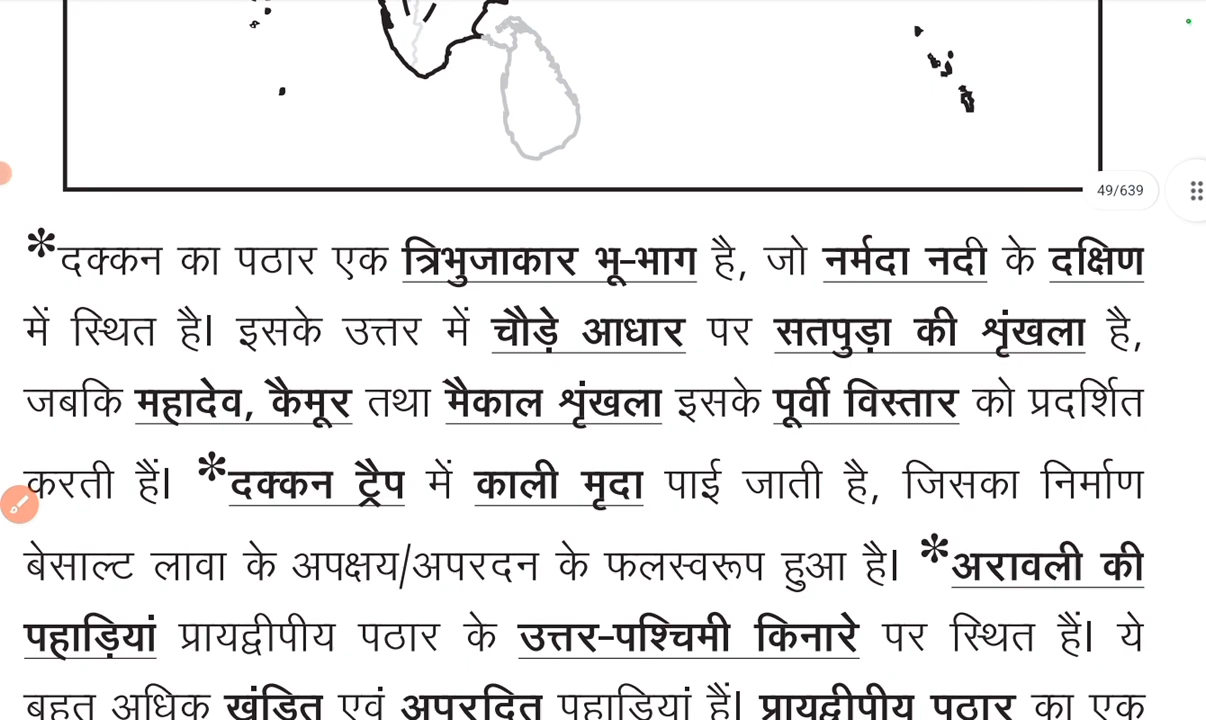 49/639
*दक्कन का पठार एक त्रिभुजाकार भू-भाग है, जो नर्मदा नदी के दक्षिण
में स्थित है। इसके उत्तर में चौड़े आधार पर सतपुड़ा की शृंखला है,
जबकि महादेव, कैमूर तथा मैकाल शृंखला इसके पूर्वी विस्तार को प्रदर्शित
करती हैं। *दक्कन ट्रैप में काली मृदा पाई जाती है, जिसका निर्माण
बेसाल्ट लावा के अपक्षय/अपरदन के फलस्वरूप हुआ है। *अरावली की
पहाड़ियां प्रायद्वीपीय पठार के उत्तर-पश्चिमी किनारे पर स्थित हैं। ये
बहुत अधिक खंडित एवं अपरदित पहाड़ियां हैं। प्रायद्वीपीय पठार का एक